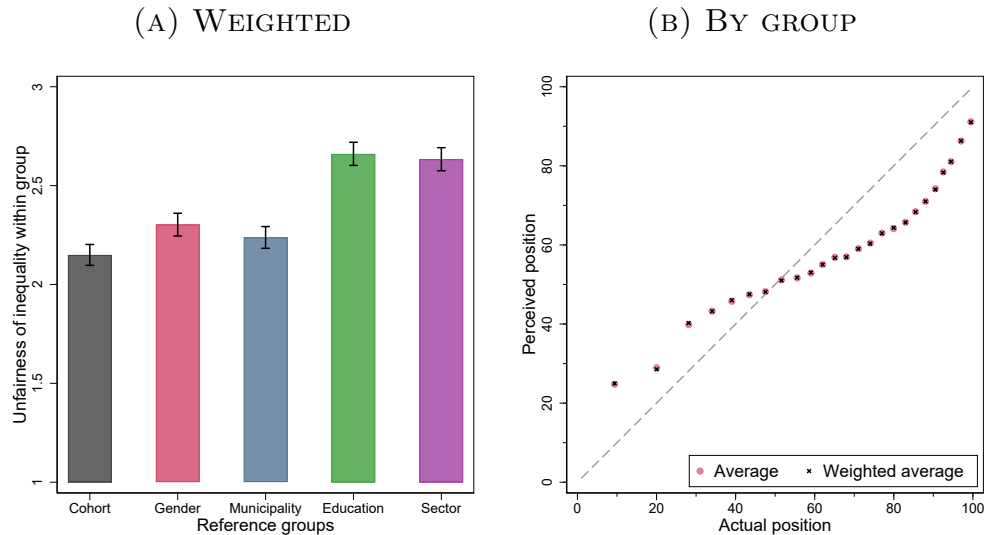 (A) WEIGHTED
Unfairness of inequality within group
3
2.5
2
1.5
1
Cohort Gender Municipality Education Sector
Reference groups
(B) BY GROUP
Perceived position
100
80
60
40
20
0
Average Weighted average
0 20 40 60 80 100
Actual position